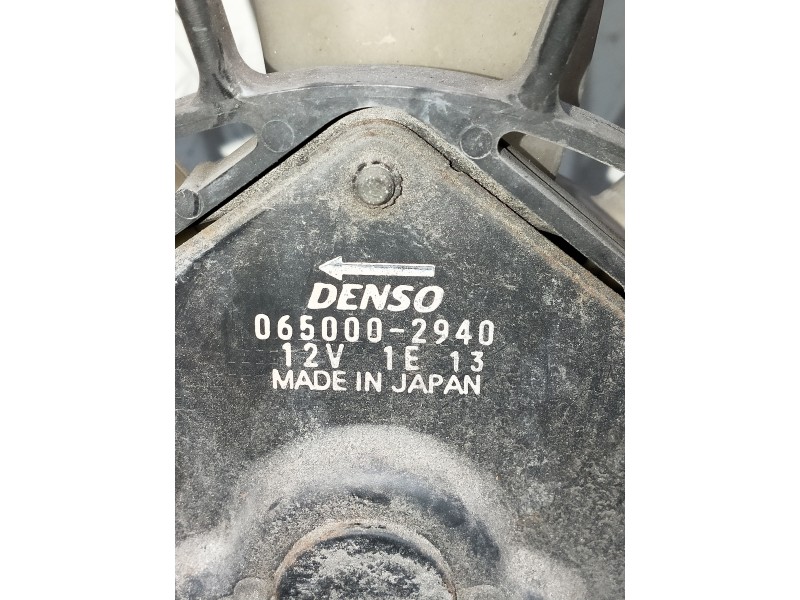 DENSO
065000-2940
12V 1E 13
MADE IN JAPAN